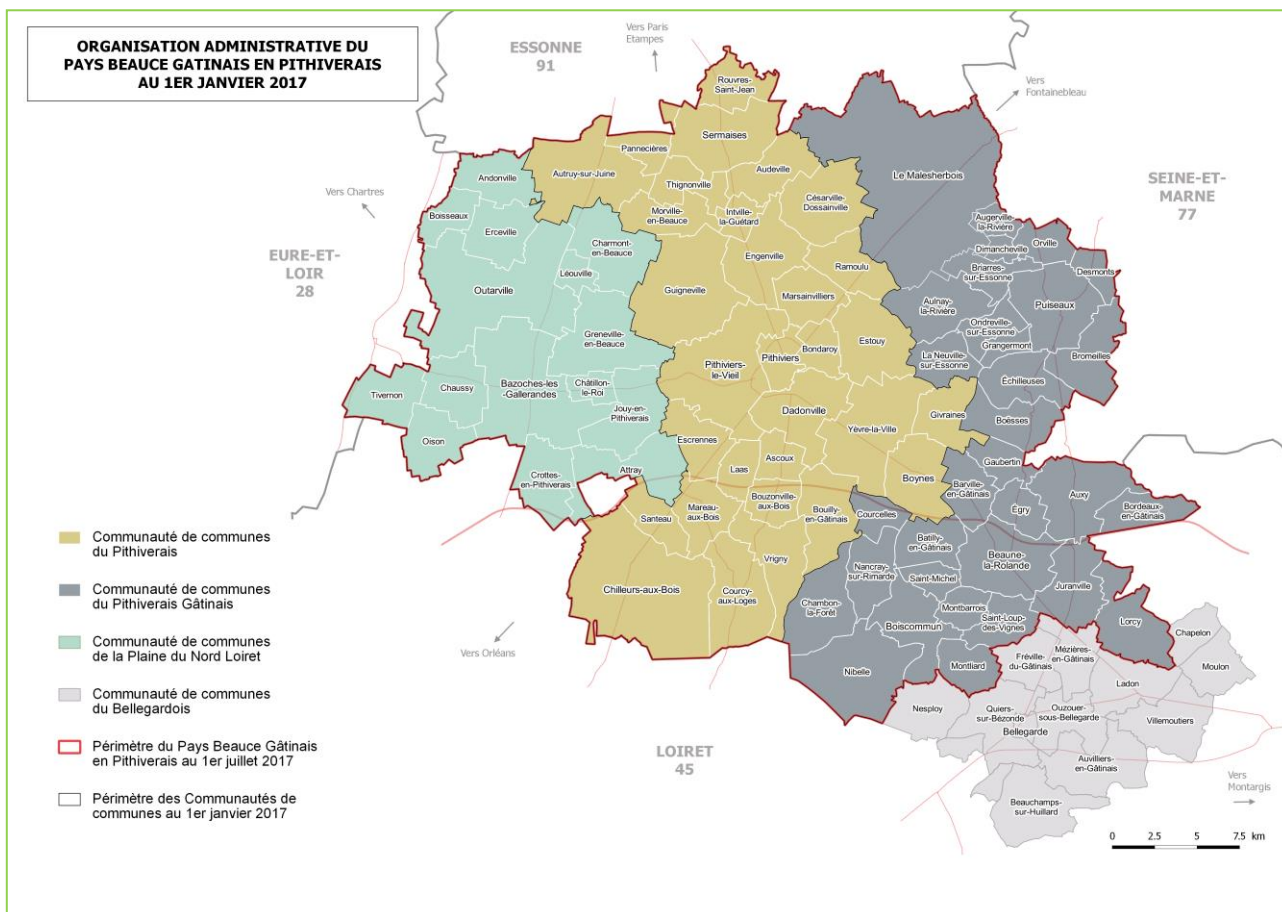 ORGANISATION ADMINISTRATIVE DU
PAYS BEAUCE GATINAIS EN PITHIVERAIS
AU 1ER JANVIER 2017
ESSONNE
91
Vers Paris
Etampes
Vers
Fontainebleau
SEINE-ET-
MARNE
77
Vers Chartres
EURE-ET-
LOIR
28
Rouvres-
Saint-Jean
Sermaises
Pannecières
Autruy-sur-Juine
Thignonville
Audeville
Morville-
en-Beauce
Intville-
la-Guétard
Césarville-
Dossainville
Engenville
Ramoulu
Guigneville
Marsainvilliers
Estouy
Pithiviers-
le-Vieil
Pithiviers
Bondaroy
Dadonville
Givraines
Yèvre-la-Ville
Escrennes
Ascoux
Laas
Boynes
Santeau
Mareau-
aux-Bois
Bouzonville-
aux-Bois
Bouilly-
en-Gâtinais
Vrigny
Chilleurs-aux-Bois
Courcy-
aux-Loges
Andonville
Boisseaux
Erceville
Charmont-
en-Beauce
Léouville
Outarville
Greneville-
en-Beauce
Tivernon
Chaussy
Bazoches-les
-Gallerandes
Châtillon-
le-Roi
Jouy-en-
Pithiverais
Oison
Attray
Crottes-
en-Pithiverais
Le Malesherbois
Augerville-
la-Rivière
Orville
Dimancheville
Desmonts
Briarres-
sur-Essonne
Puiseaux
Aulnay-
la-Rivière
Ondreville-
sur-Essonne
Grangermont
La Neuville-
sur-Essonne
Bromeilles
Échilleuses
Boësses
Gaubertin
Barville-
en-Gâtinais
Auxy
Égry
Bordeaux-
en-Gâtinais
Courcelles
Batilly-
en-Gâtinais
Beaune-
la-Rolande
Nancray-
sur-Rimarde
Saint-Michel
Juranville
Chambon-
la-Forêt
Montbarrois
Saint-Loup-
des-Vignes
Boiscommun
Lorcy
Nibelle
Montliard
Chapelon
Fréville-
du-Gâtinais
Mézières-
en-Gâtinais
Moulon
Ladon
Nesploy
Quiers-
sur-Bézonde
Ouzouer-
sous-Bellegarde
Villemoutiers
Bellegarde
Auvilliers-
en-Gâtinais
Beauchamps-
sur-Huillard
Vers Orléans
LOIRET
45
Vers
Montargis
Communauté de communes
du Pithiverais
Communauté de communes
du Pithiverais Gâtinais
Communauté de communes
de la Plaine du Nord Loiret
Communauté de communes
du Bellegardois
Périmètre du Pays Beauce Gâtinais
en Pithiverais au 1er juillet 2017
Périmètre des Communautés de
communes au 1er janvier 2017
0 2.5 5 7.5 km